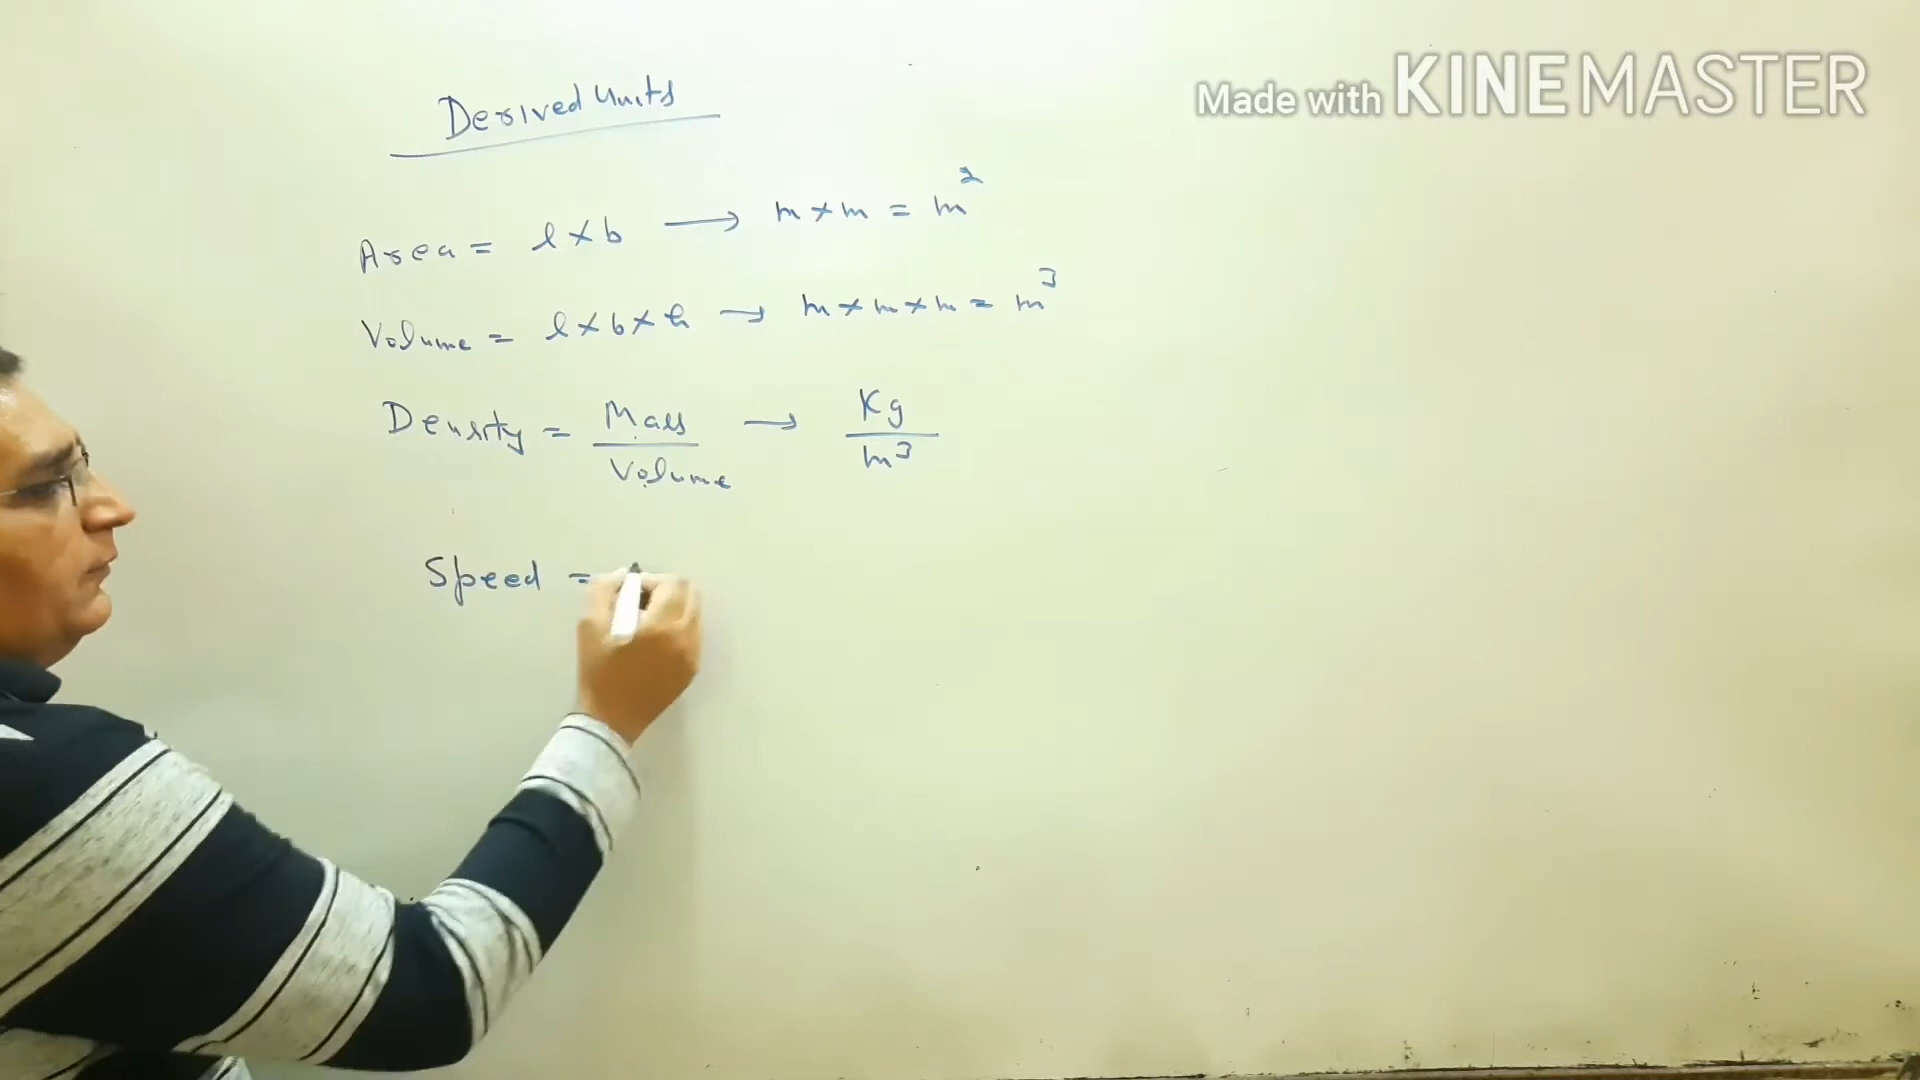 Made with KINEMASTER
Derived Units
Area = l × b → m × m = m²
Volume = l × b × h → m × m × m = m³
Density = Mass / Volume → Kg / m³
Speed =